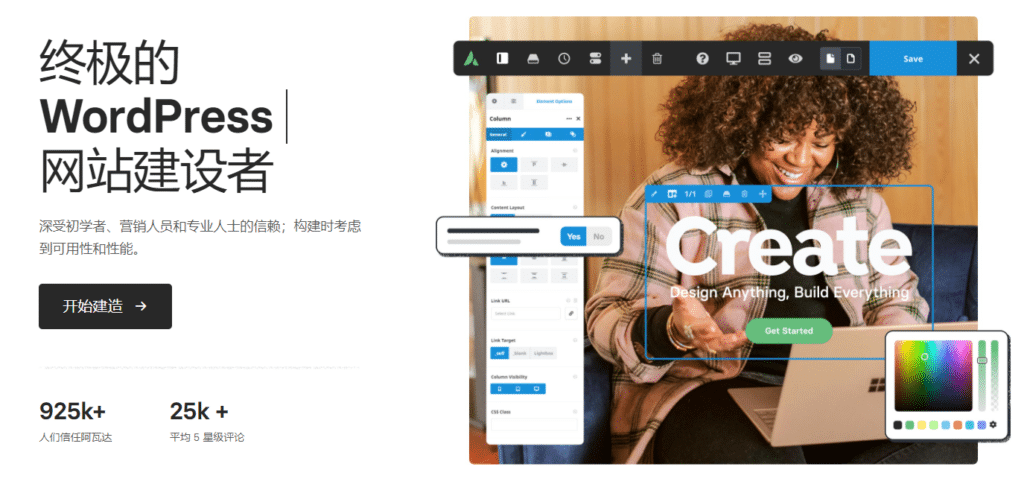 终极的
WordPress
网站建设者
深受初学者、营销人员和专业人士的信赖；构建时考虑
到可用性和性能。
开始建造 →
925k+
人们信任阿瓦达
25k +
平均 5 星级评论
Save
Element Options
Column
General
Alignment
Content Layout
Yes No
Link URL
Select Link
Link Target
_self _blank Lightbox
Column Visibility
CSS Class
1/1
Create
Design Anything, Build Everything
Get Started